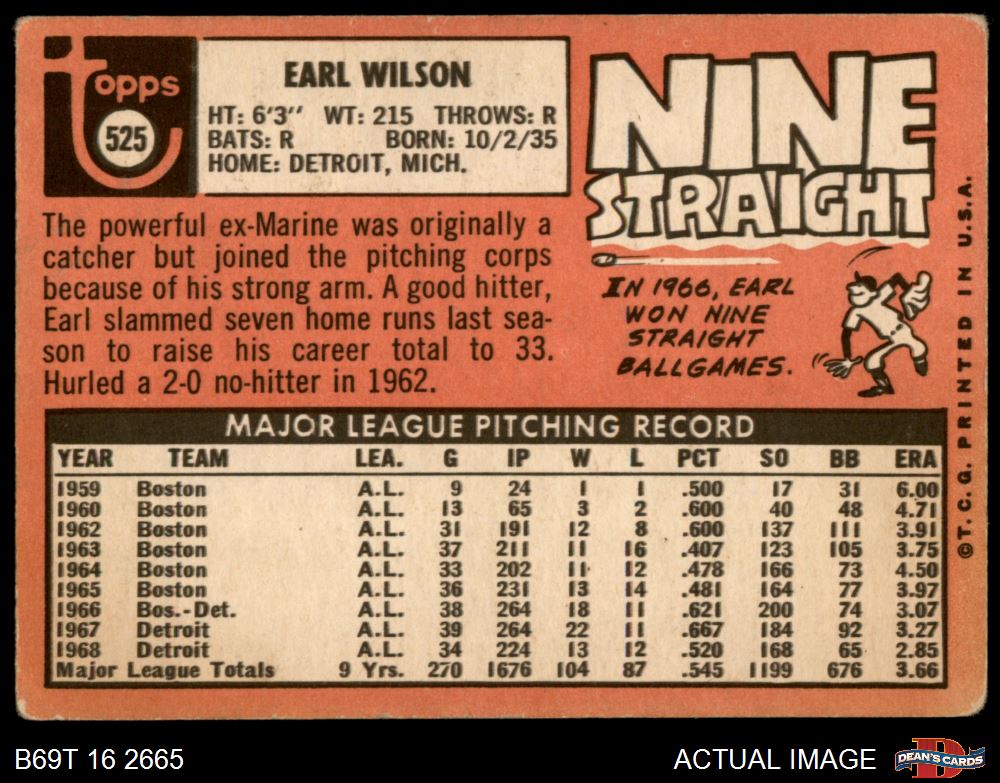 Topps
525
EARL WILSON
HT: 6'3'' WT: 215 THROWS: R
BATS: R BORN: 10/2/35
HOME: DETROIT, MICH.
The powerful ex-Marine was originally a
catcher but joined the pitching corps
because of his strong arm. A good hitter,
Earl slammed seven home runs last sea-
son to raise his career total to 33.
Hurled a 2-0 no-hitter in 1962.
NINE
STRAIGHT
IN 1966, EARL
WON NINE
STRAIGHT
BALLGAMES.
MAJOR LEAGUE PITCHING RECORD
YEAR TEAM LEA. G IP W L PCT SO BB ERA
1959 Boston A.L. 9 24 1 1 .500 17 31 6.00
1960 Boston A.L. 13 65 3 2 .600 40 48 4.71
1962 Boston A.L. 31 191 12 8 .600 137 111 3.91
1963 Boston A.L. 37 211 11 16 .407 123 105 3.75
1964 Boston A.L. 33 202 11 12 .478 166 73 4.50
1965 Boston A.L. 36 231 13 14 .481 164 77 3.97
1966 Bos.-Det. A.L. 38 264 18 11 .621 200 74 3.07
1967 Detroit A.L. 39 264 22 11 .667 184 92 3.27
1968 Detroit A.L. 34 224 13 12 .520 168 65 2.85
Major League Totals 9 Yrs. 270 1676 104 87 .545 1199 676 3.66
©T. C. G. PRINTED IN U.S.A.
B69T 16 2665
ACTUAL IMAGE
DEAN'S CARDS